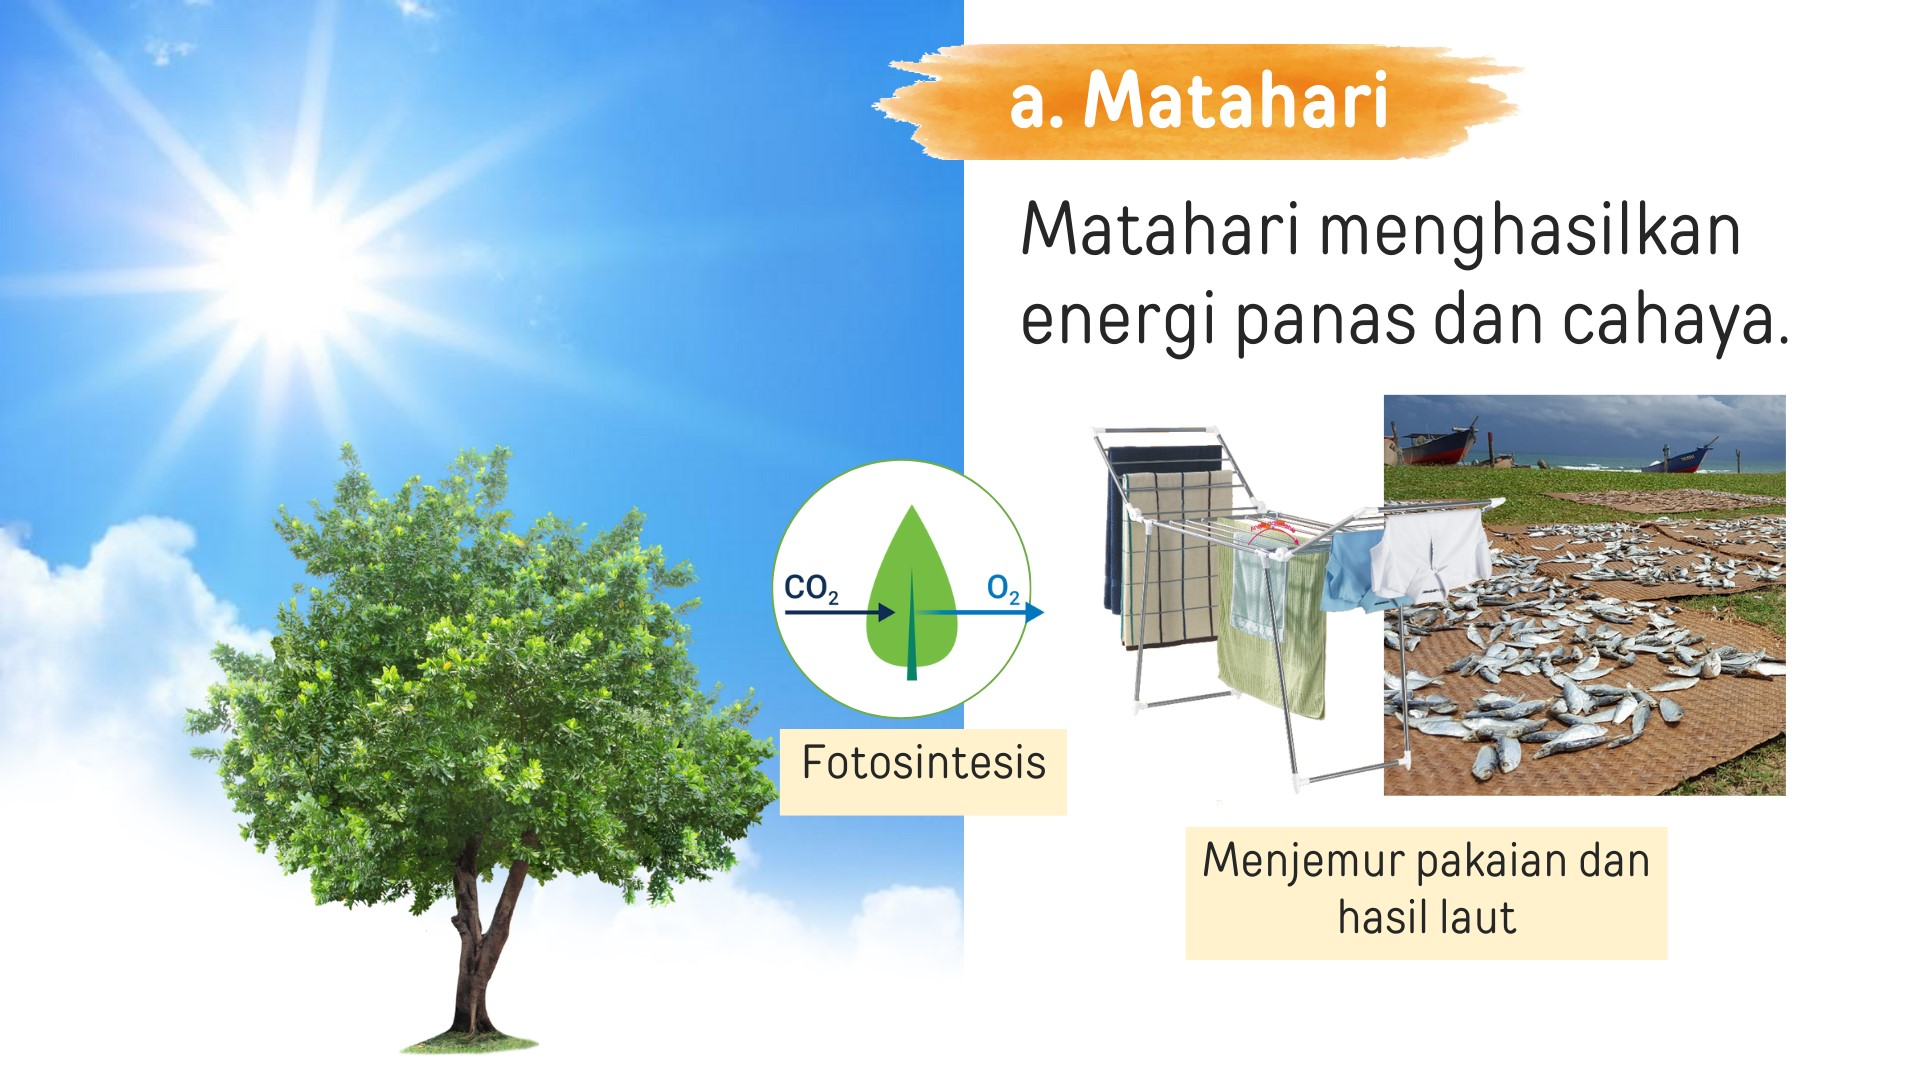 a. Matahari
Matahari menghasilkan
energi panas dan cahaya.
CO₂
O₂
Fotosintesis
Menjemur pakaian dan
hasil laut